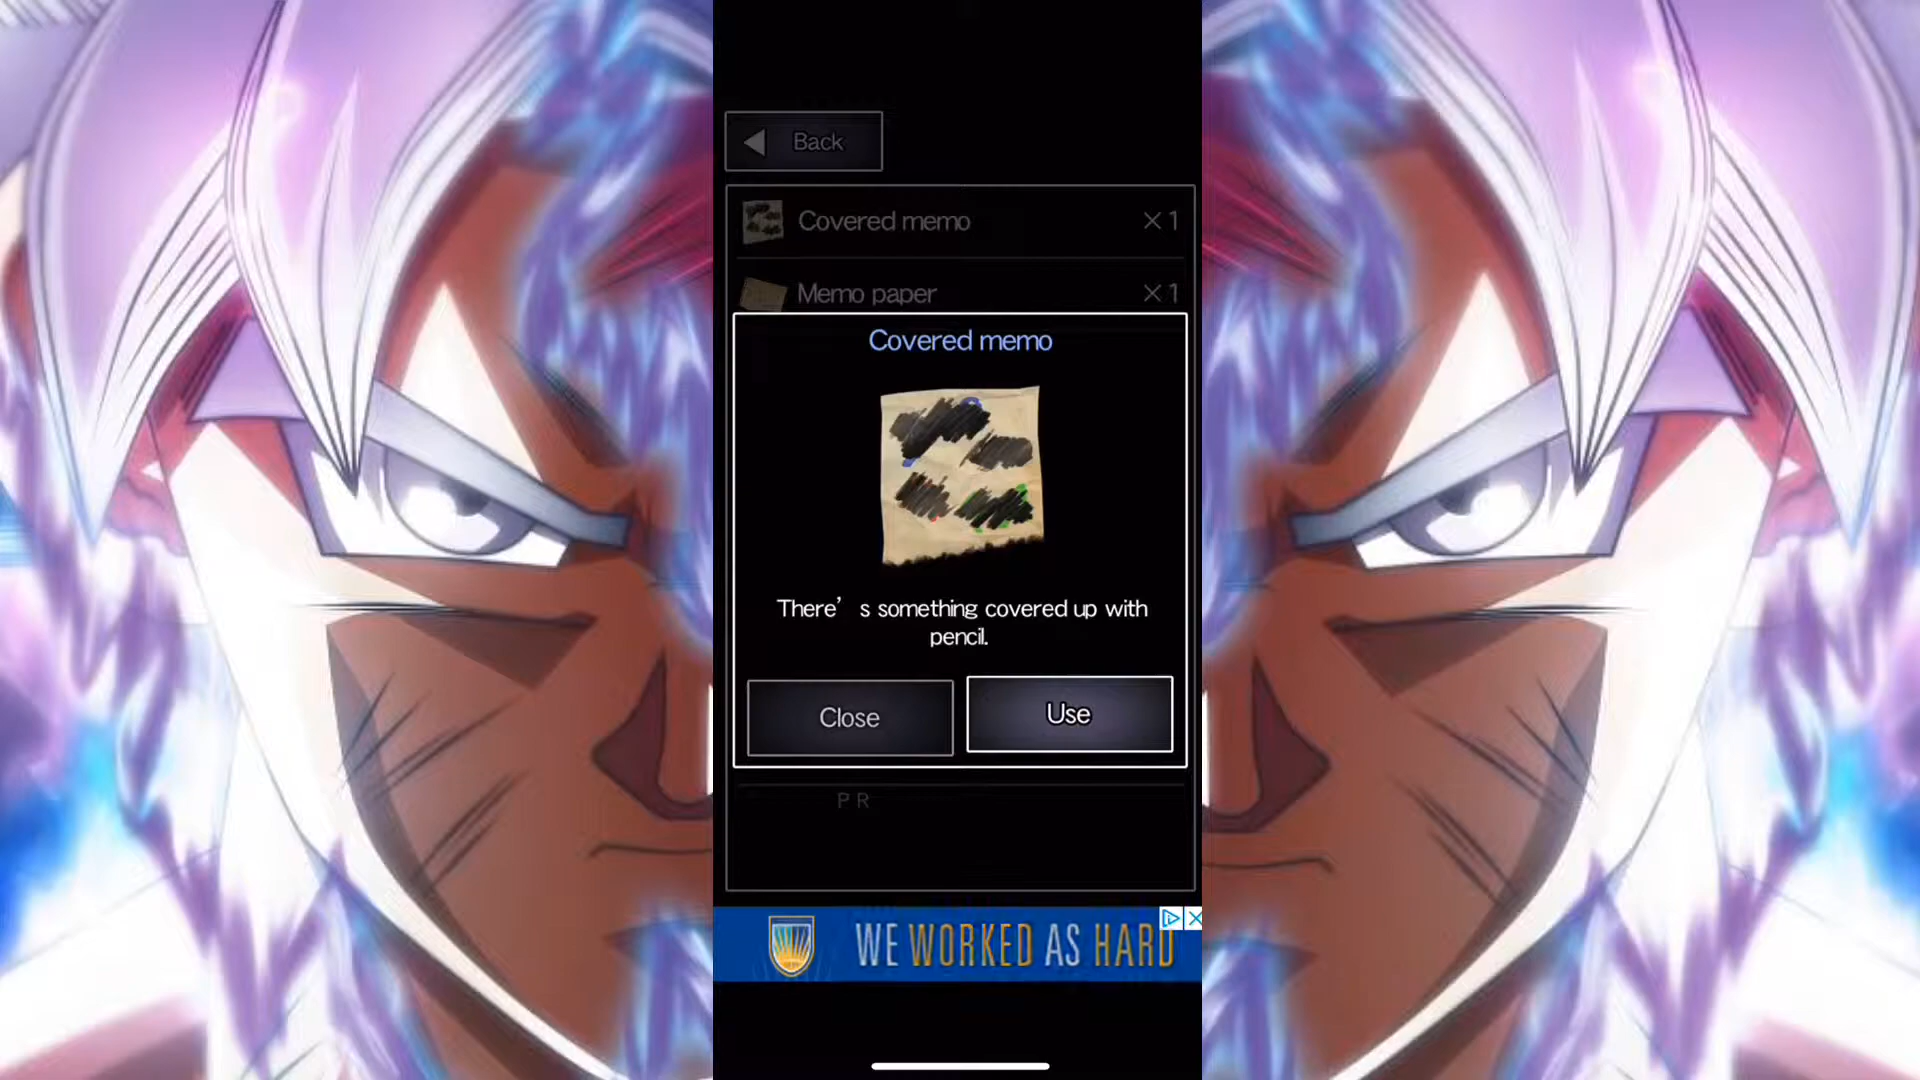 Back
Covered memo ×1
Memo paper ×1
Covered memo
There’s something covered up with
pencil.
Close
Use
PR
WE WORKED AS HARD